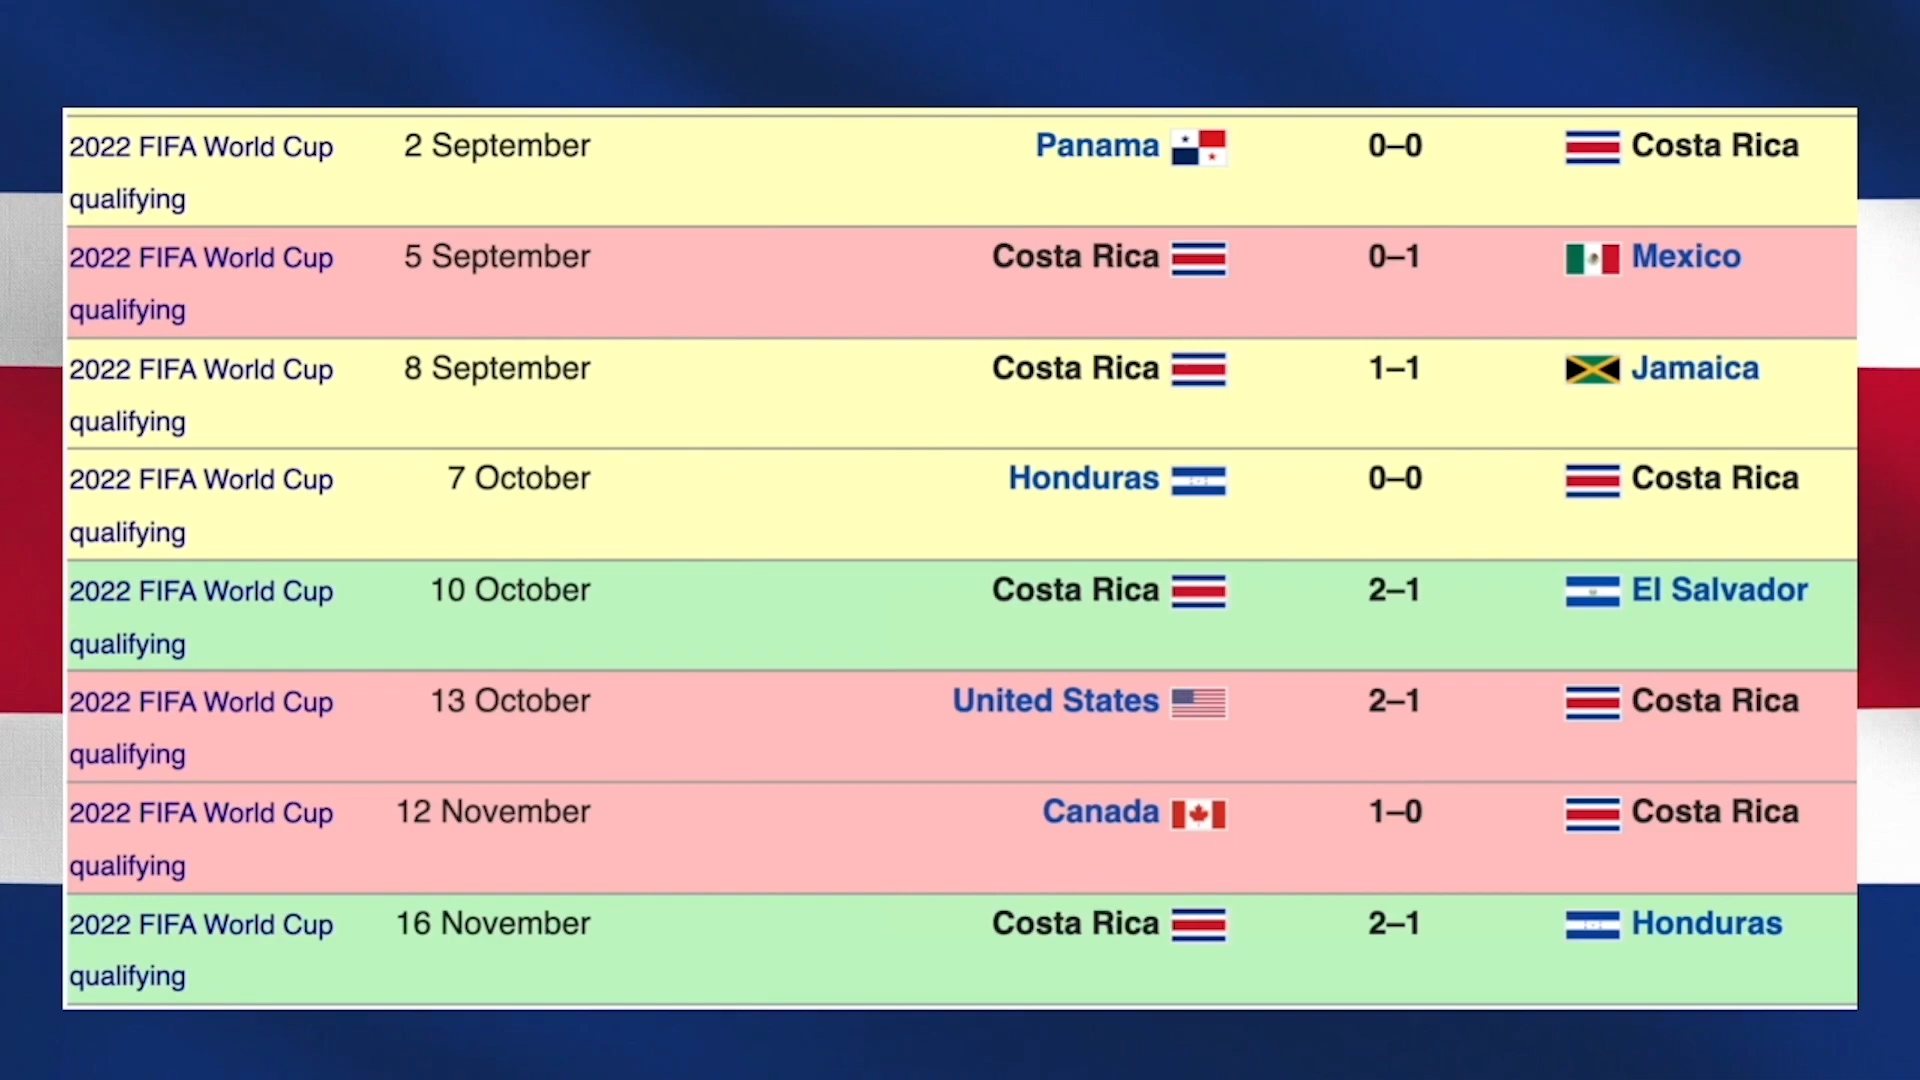 2022 FIFA World Cup qualifying 2 September Panama 0–0 Costa Rica
2022 FIFA World Cup qualifying 5 September Costa Rica 0–1 Mexico
2022 FIFA World Cup qualifying 8 September Costa Rica 1–1 Jamaica
2022 FIFA World Cup qualifying 7 October Honduras 0–0 Costa Rica
2022 FIFA World Cup qualifying 10 October Costa Rica 2–1 El Salvador
2022 FIFA World Cup qualifying 13 October United States 2–1 Costa Rica
2022 FIFA World Cup qualifying 12 November Canada 1–0 Costa Rica
2022 FIFA World Cup qualifying 16 November Costa Rica 2–1 Honduras